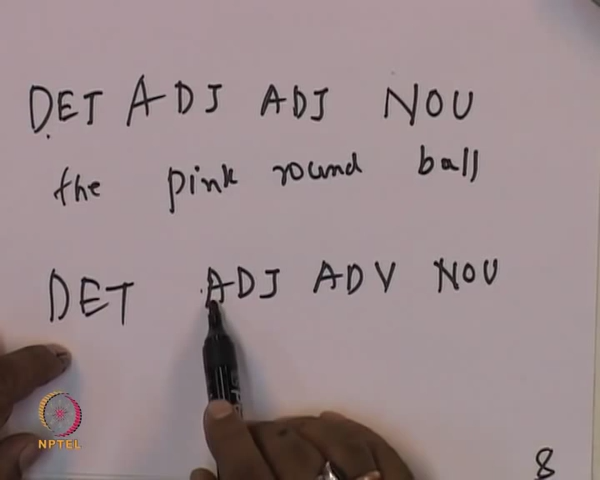 DET ADJ ADJ NOU
the pink round ball
DET ADJ ADV NOU
NPTEL
8